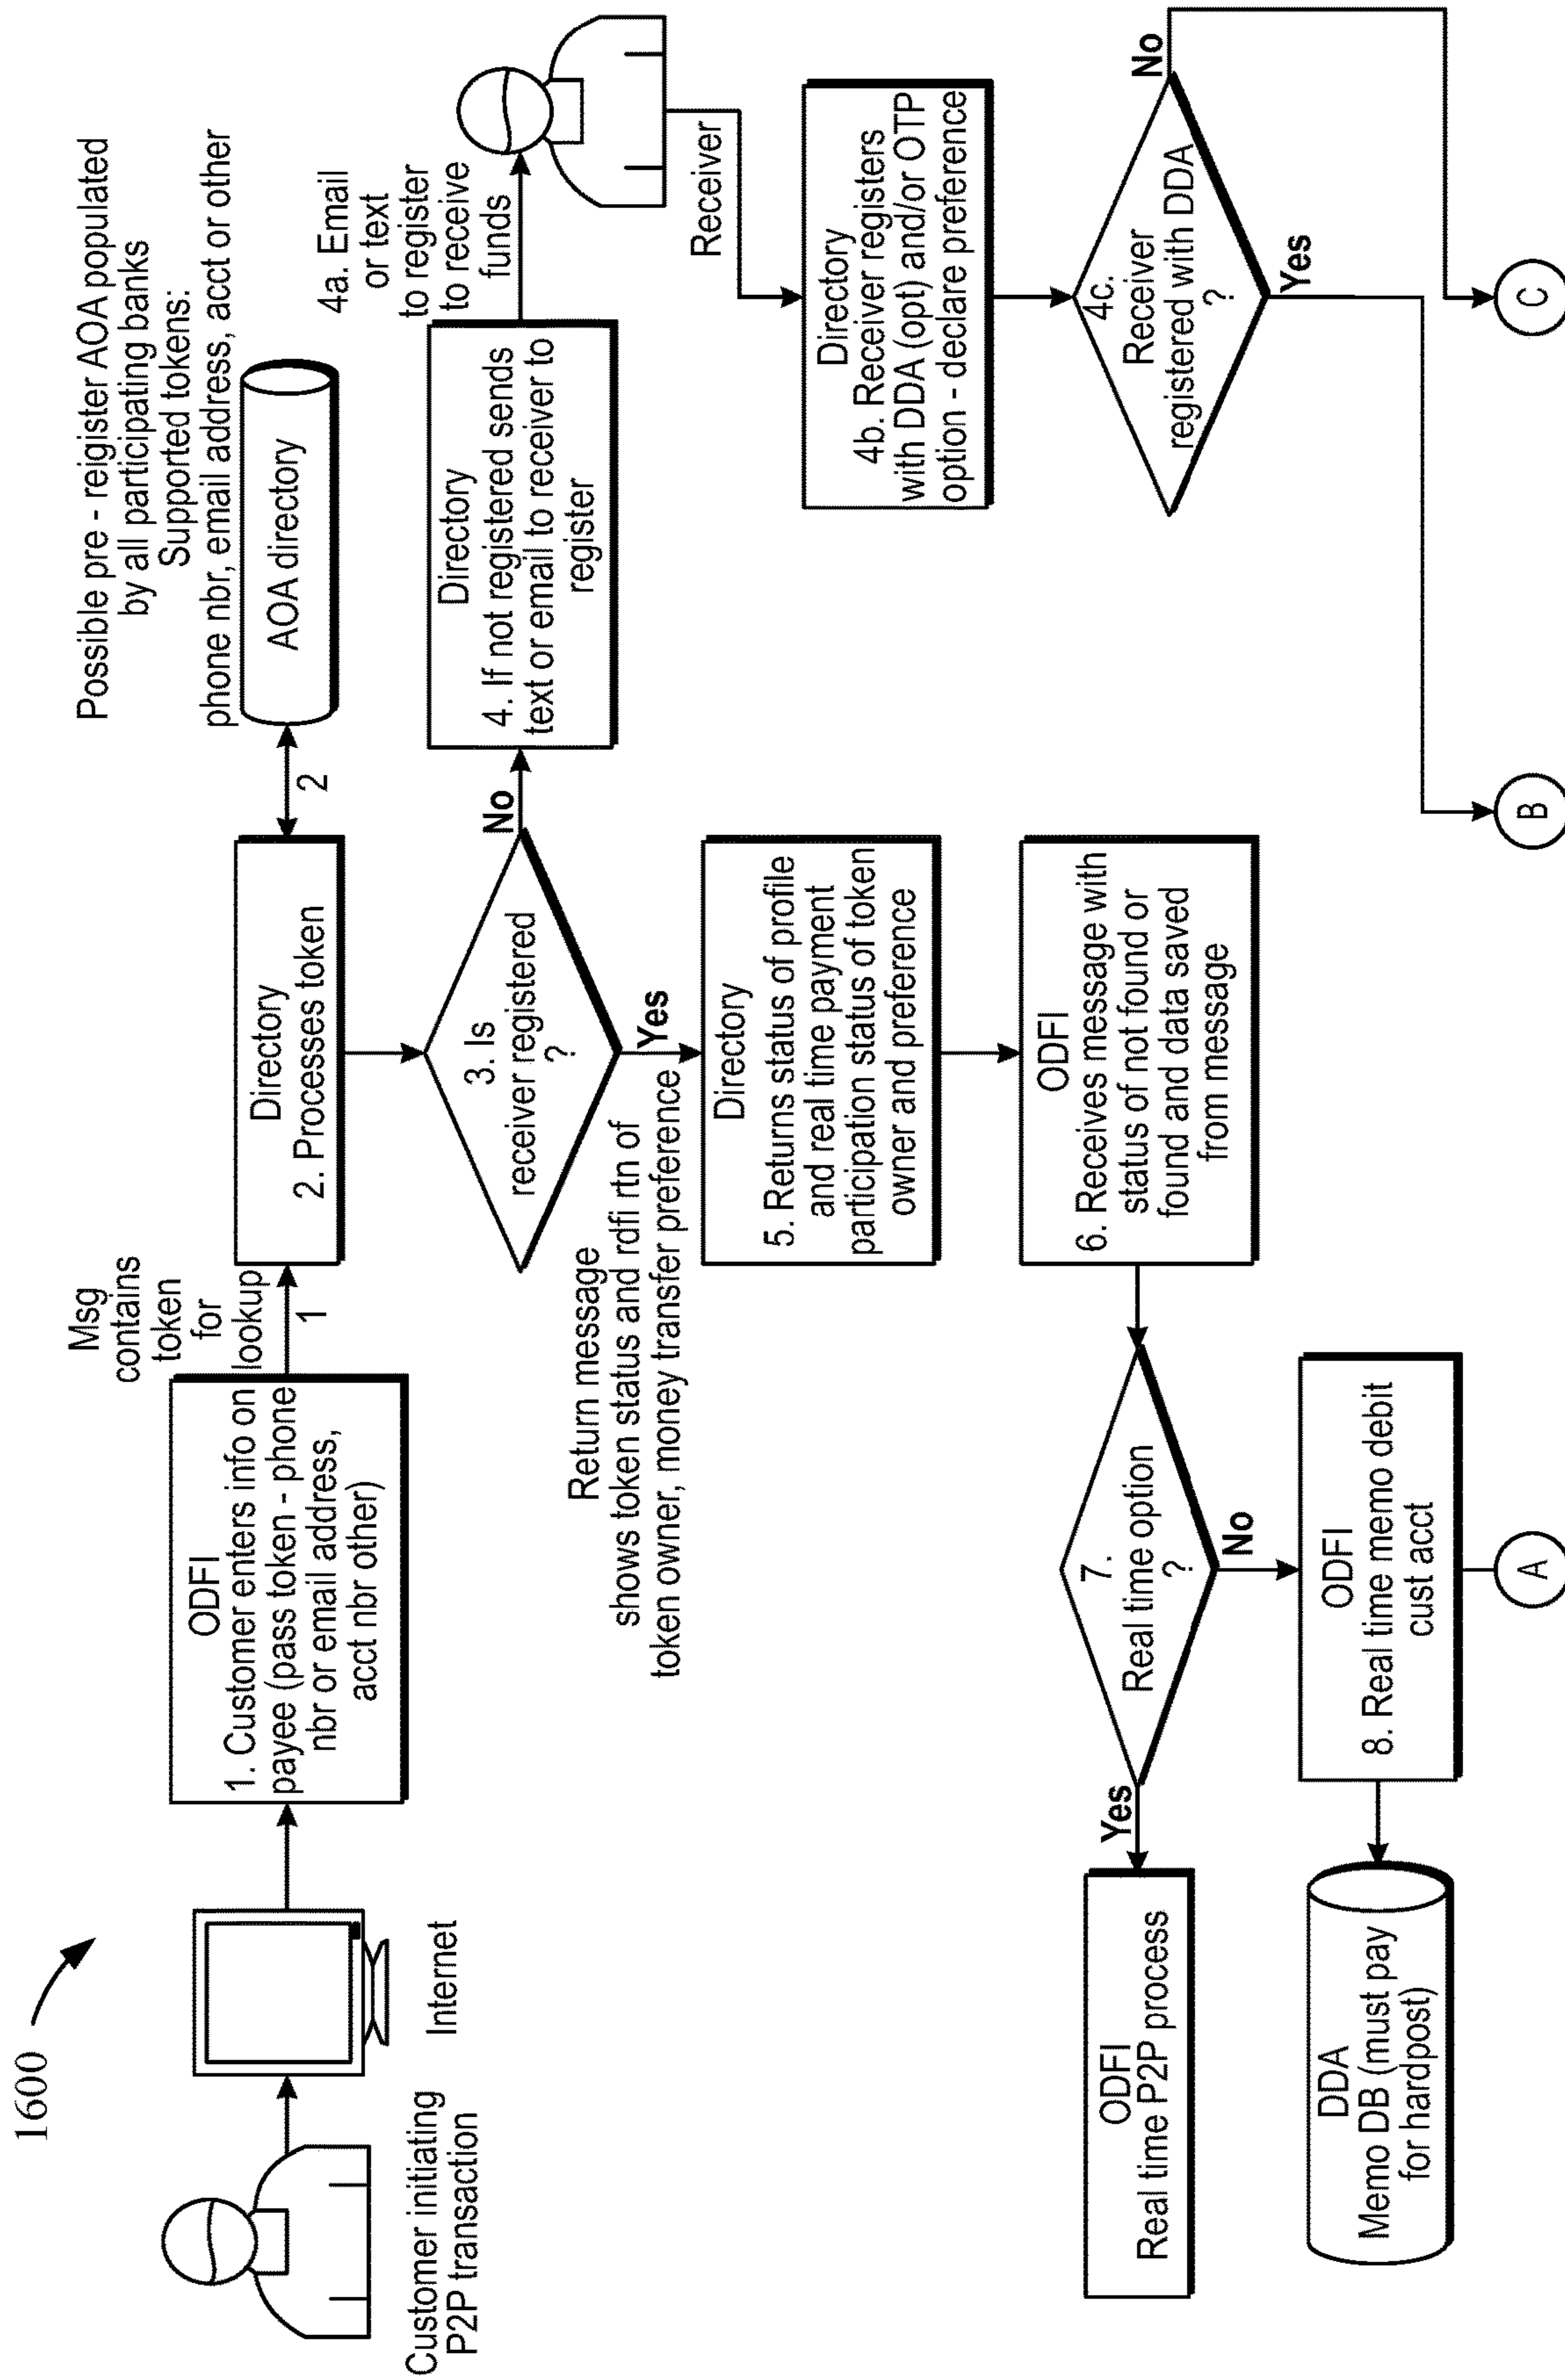 1600
Customer initiating
P2P transaction
Internet
ODFI
1. Customer enters info on
payee (pass token - phone
nbr or email address,
acct nbr other)
Msg
contains
token
for
lookup
1
Directory
2. Processes token
2
Possible pre - reigister AOA populated
by all participating banks
Supported tokens:
phone nbr, email address, acct or other
AOA directory
3. Is
receiver registered
?
No
Yes
Directory
4. If not registered sends
text or email to receiver to
register
4a. Email
or text
to register
to receive
funds
Receiver
Return message
shows token status and rdfi rtn of
token owner, money transfer preference
Directory
5. Returns status of profile
and real time payment
participation status of token
owner and preference
Directory
4b. Receiver registers
with DDA (opt) and/or OTP
option - declare preference
ODFI
6. Receives message with
status of not found or
found and data saved
from message
4c.
Receiver
registered with DDA
?
No
Yes
7.
Real time option
?
Yes
No
ODFI
Real time P2P process
ODFI
8. Real time memo debit
cust acct
DDA
Memo DB (must pay
for hardpost)
A
B
C